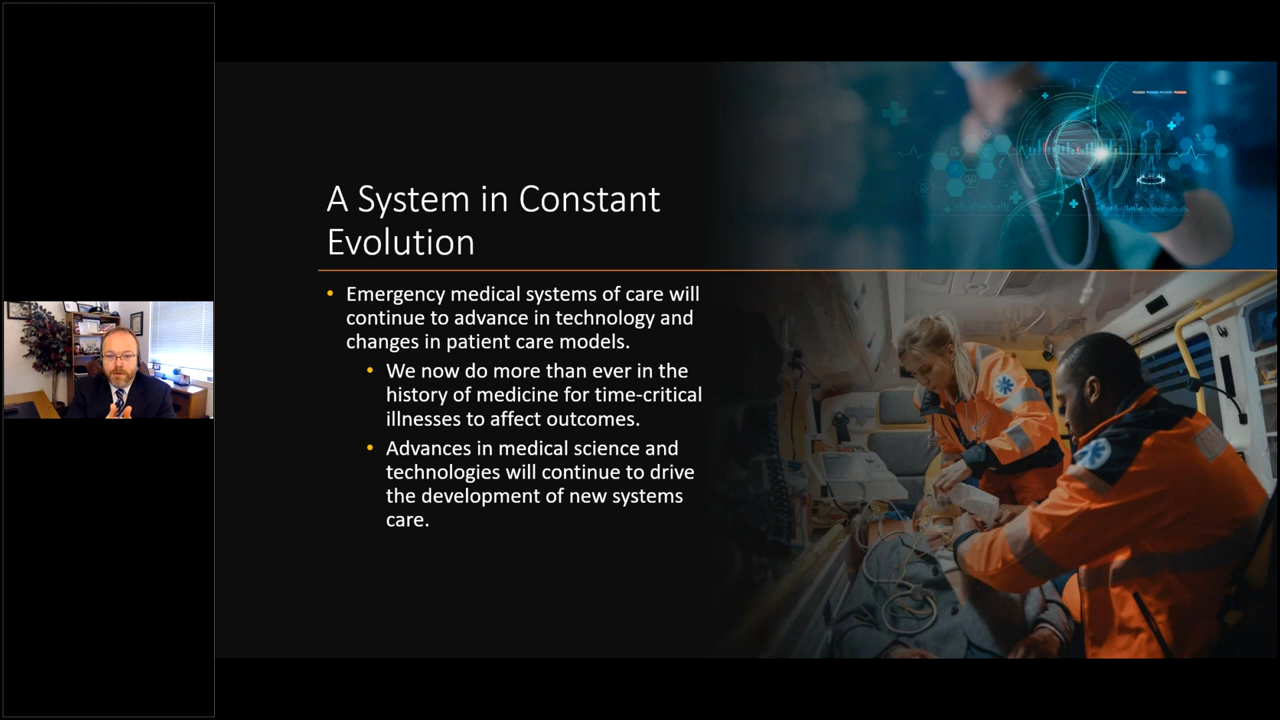 A System in Constant
Evolution
• Emergency medical systems of care will
continue to advance in technology and
changes in patient care models.
• We now do more than ever in the
history of medicine for time-critical
illnesses to affect outcomes.
• Advances in medical science and
technologies will continue to drive
the development of new systems
care.